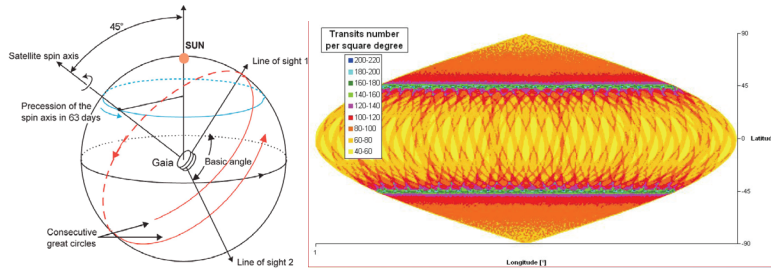 45°
SUN
Satellite spin axis
Line of sight 1
Precession of the
spin axis in 63 days
Gaia
Basic angle
Consecutive
great circles
Line of sight 2
Transits number
per square degree
200-220
180-200
160-180
140-160
120-140
100-120
80-100
60-80
40-60
90
45
0
Latitu
-45
-90
1
Longitude [°]